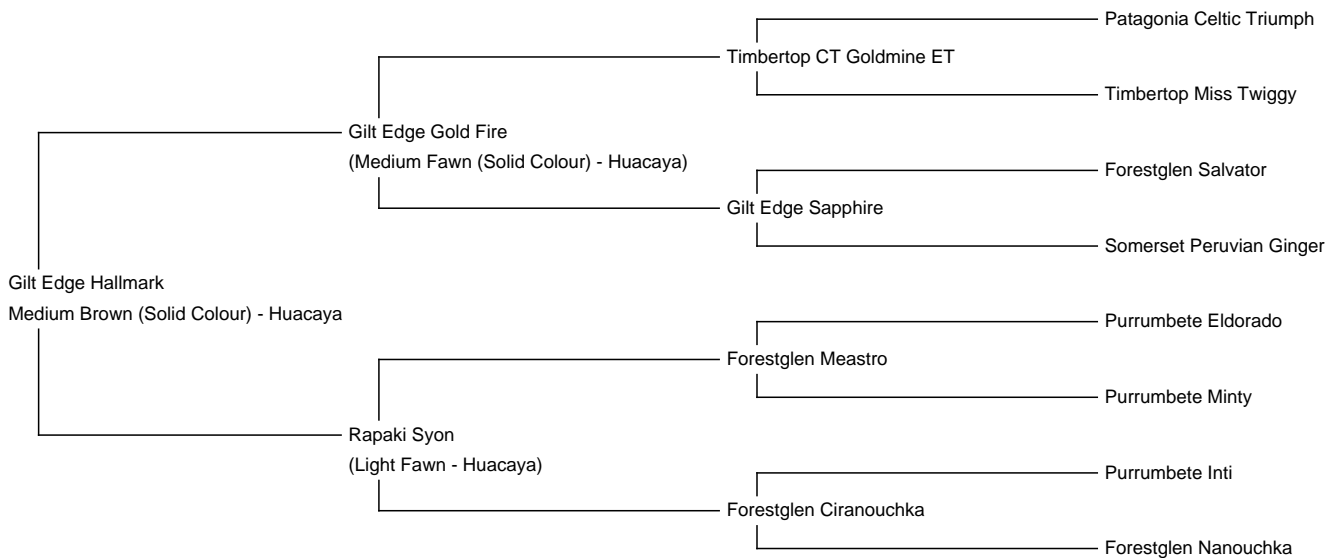 Patagonia Celtic Triumph
Timbertop CT Goldmine ET
Timbertop Miss Twiggy
Gilt Edge Gold Fire
(Medium Fawn (Solid Colour) - Huacaya)
Forestglen Salvator
Gilt Edge Sapphire
Somerset Peruvian Ginger
Gilt Edge Hallmark
Medium Brown (Solid Colour) - Huacaya
Purrumbete Eldorado
Forestglen Meastro
Purrumbete Minty
Rapaki Syon
(Light Fawn - Huacaya)
Purrumbete Inti
Forestglen Ciranouchka
Forestglen Nanouchka